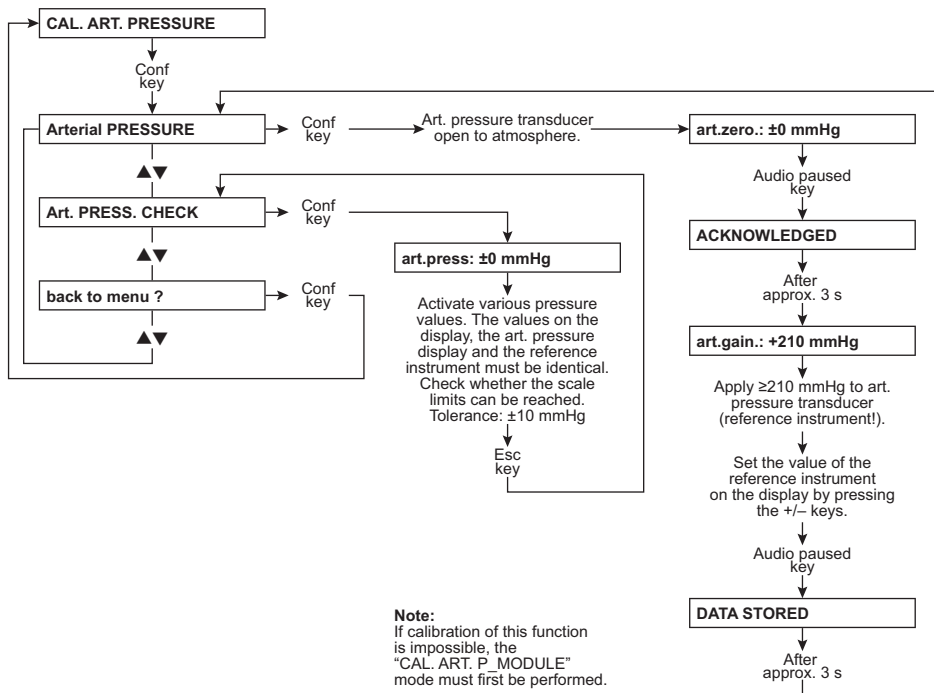 CAL. ART. PRESSURE
Conf
key
Arterial PRESSURE
Conf
key
Art. pressure transducer
open to atmosphere.
art.zero.: ±0 mmHg
▲▼
Audio paused
key
Art. PRESS. CHECK
Conf
key
ACKNOWLEDGED
▲▼
art.press: ±0 mmHg
After
approx. 3 s
back to menu ?
Conf
key
▲▼
Activate various pressure
values. The values on the
display, the art. pressure
display and the reference
instrument must be identical.
Check whether the scale
limits can be reached.
Tolerance: ±10 mmHg
Esc
key
art.gain.: +210 mmHg
Apply ≥210 mmHg to art.
pressure transducer
(reference instrument!).
Set the value of the
reference instrument
on the display by pressing
the +/– keys.
Audio paused
key
DATA STORED
After
approx. 3 s
Note:
If calibration of this function
is impossible, the
“CAL. ART. P_MODULE”
mode must first be performed.